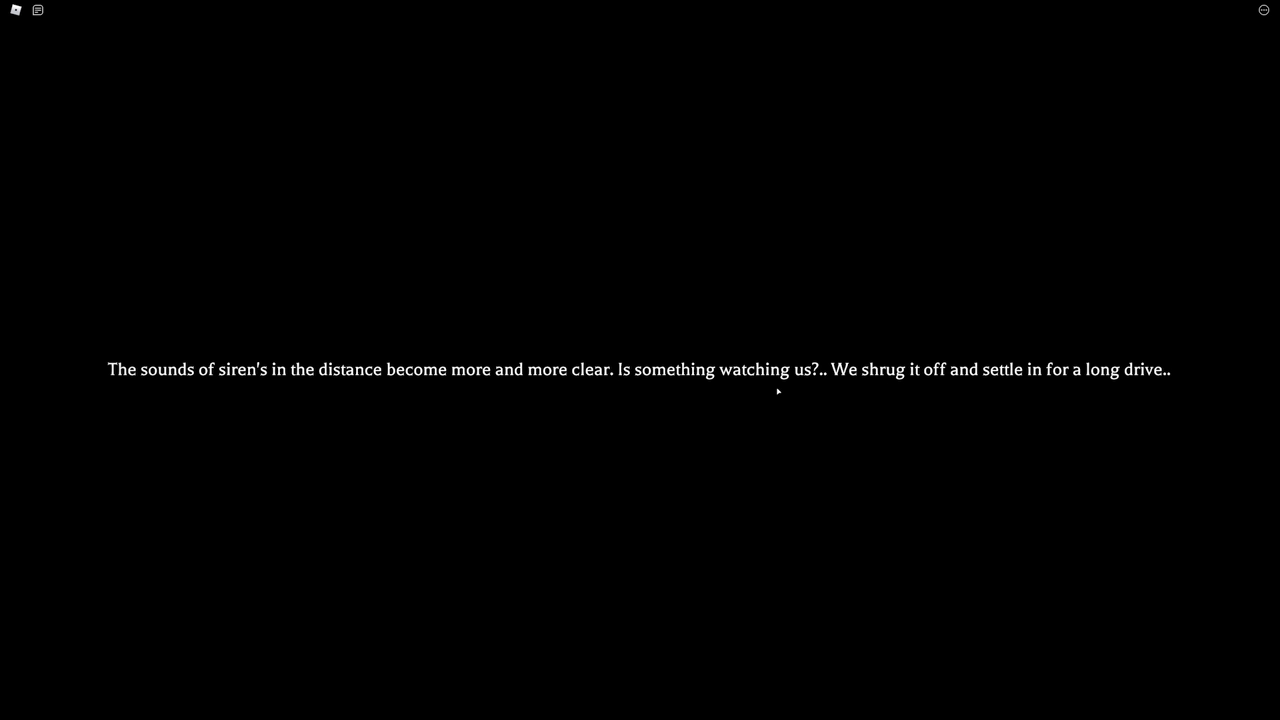 The sounds of siren's in the distance become more and more clear. Is something watching us?.. We shrug it off and settle in for a long drive..